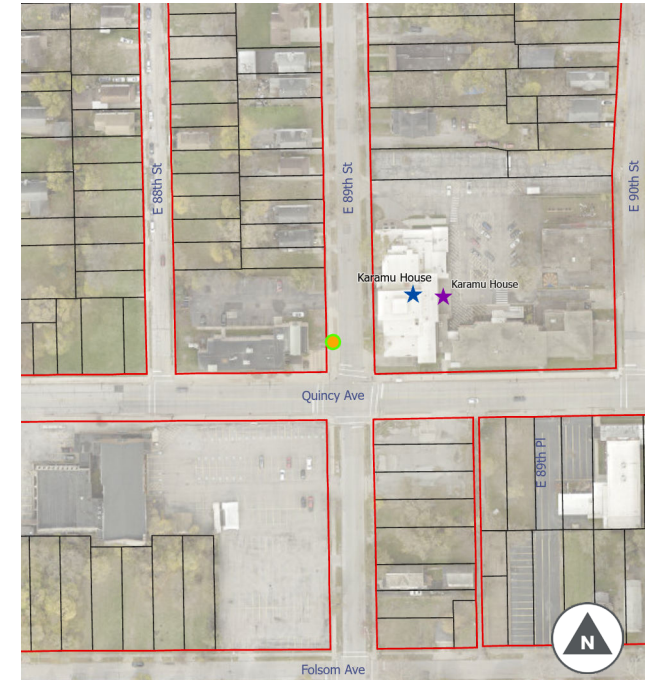 E 88th St
E 89th St
E 90th St
Karamu House
Karamu House
Quincy Ave
E 89th Pl
N
Folsom Ave